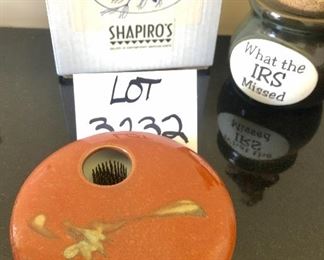 SHAPIRO'S
LOT
3232
What the
IRS
Missed